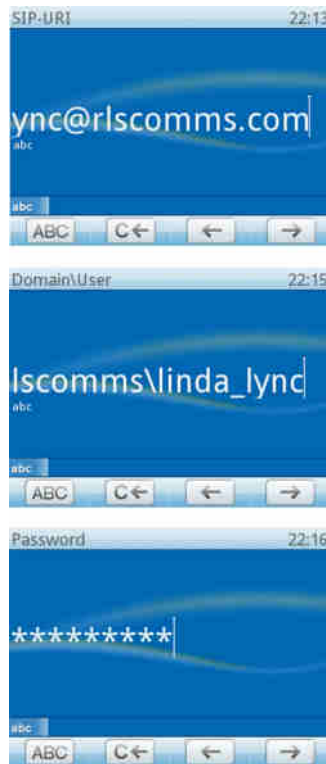 SIP-URI 22:13
ync@rlscomms.com
abc
abc
ABC C← ← →
Domain\User 22:15
lscomms\linda_lync
abc
abc
ABC C← ← →
Password 22:16
*********
abc
ABC C← ← →